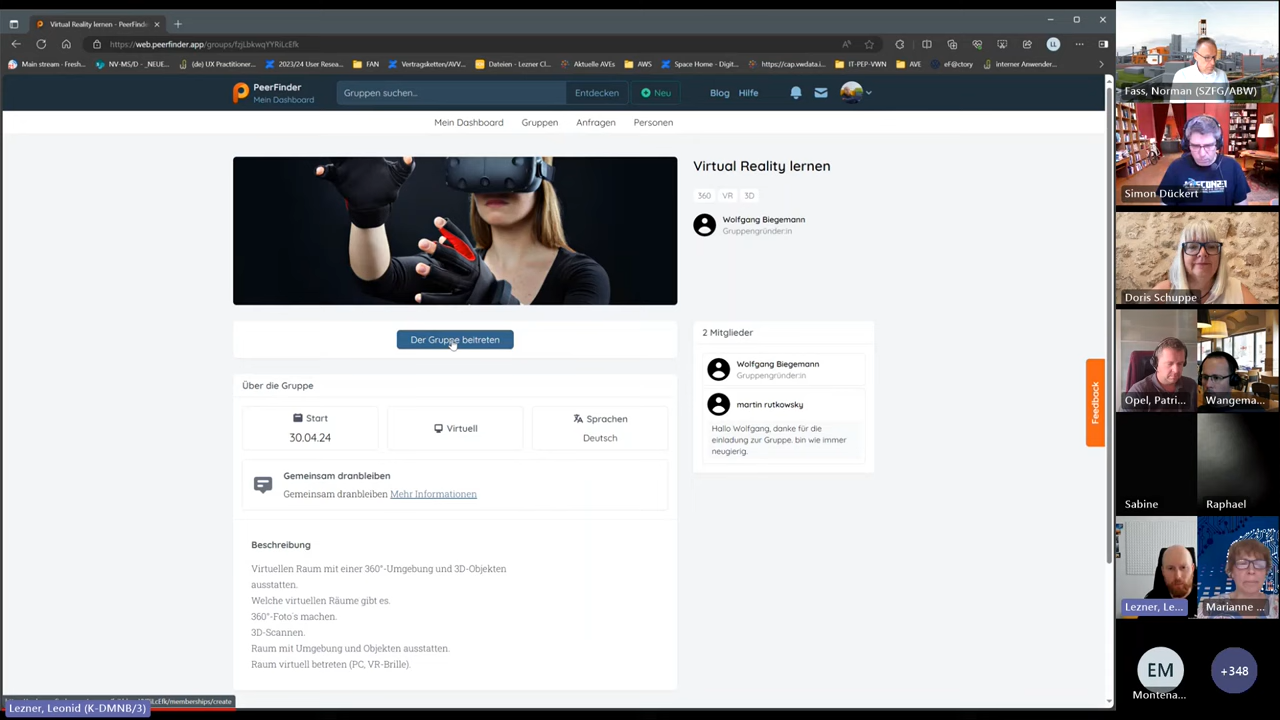 Virtual Reality lernen - PeerFinde
https://web.peerfinder.app/groups/fzjLbkwqYYRiLcEfk
LL
Main stream - Fresh...
NV-MS/D - _NEUE...
(de) UX Practitioner...
2023/24 User Resea...
FAN
Vertragsketten/AVV...
Dateien - Lezner Cl...
Aktuelle AVEs
AWS
Space Home - Digit...
https://cap.vwdata.i...
IT-PEP-VWN
AVE
eF@ctory
interner Anwender...
PeerFinder
Mein Dashboard
Gruppen suchen...
Entdecken
Neu
Blog
Hilfe
Mein Dashboard
Gruppen
Anfragen
Personen
Virtual Reality lernen
360
VR
3D
Wolfgang Biegemann
Gruppengründer:in
Der Gruppe beitreten
2 Mitglieder
Wolfgang Biegemann
Gruppengründer:in
martin rutkowsky
Hallo Wolfgang, danke für die
einladung zur Gruppe. bin wie immer
neugierig.
Über die Gruppe
Start
30.04.24
Virtuell
Sprachen
Deutsch
Gemeinsam dranbleiben
Gemeinsam dranbleiben Mehr Informationen
Beschreibung
Virtuellen Raum mit einer 360°-Umgebung und 3D-Objekten
ausstatten.
Welche virtuellen Räume gibt es.
360°-Foto's machen.
3D-Scannen.
Raum mit Umgebung und Objekten ausstatten.
Raum virtuell betreten (PC, VR-Brille).
Feedback
Lezner, Leonid (K-DMNB/3)
Fass, Norman (SZFG/ABW)
Simon Dückert
Doris Schuppe
Opel, Patri...
Wangema...
Sabine
Raphael
Lezner, Le...
Marianne ...
EM
Montena...
+348